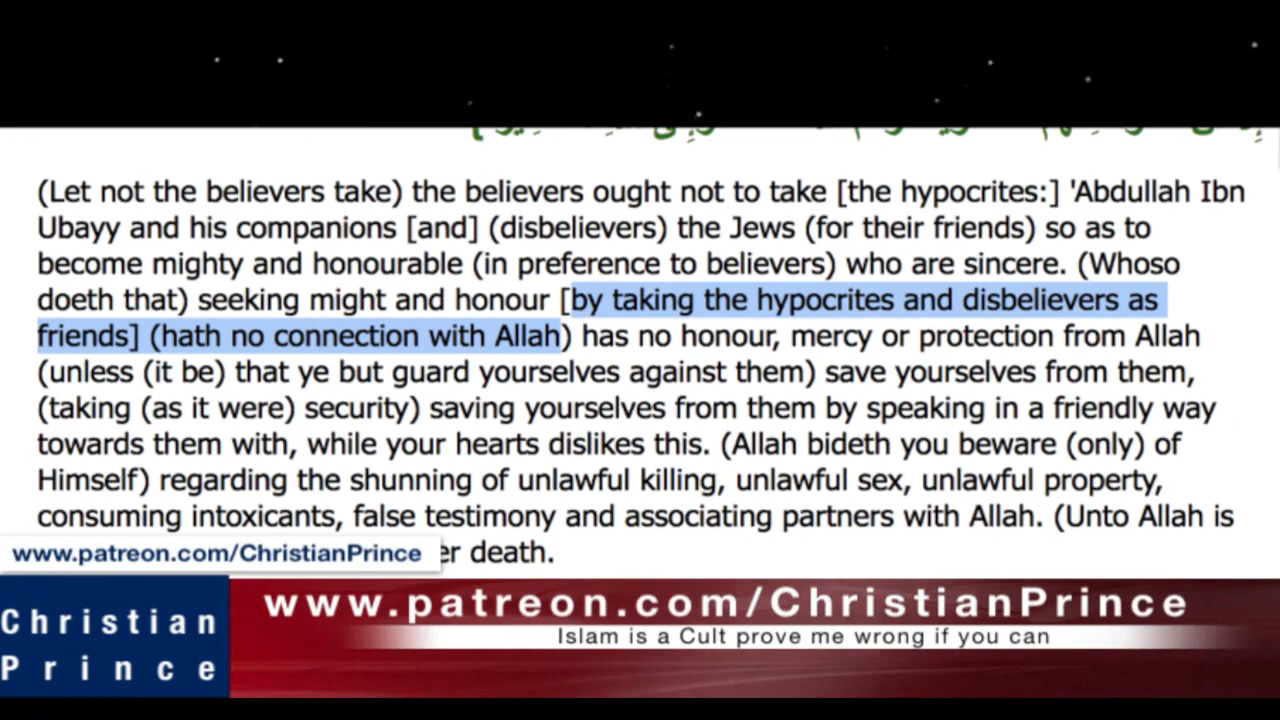 (Let not the believers take) the believers ought not to take [the hypocrites:] 'Abdullah Ibn
Ubayy and his companions [and] (disbelievers) the Jews (for their friends) so as to
become mighty and honourable (in preference to believers) who are sincere. (Whoso
doeth that) seeking might and honour [by taking the hypocrites and disbelievers as
friends] (hath no connection with Allah) has no honour, mercy or protection from Allah
(unless (it be) that ye but guard yourselves against them) save yourselves from them,
(taking (as it were) security) saving yourselves from them by speaking in a friendly way
towards them with, while your hearts dislikes this. (Allah bideth you beware (only) of
Himself) regarding the shunning of unlawful killing, unlawful sex, unlawful property,
consuming intoxicants, false testimony and associating partners with Allah. (Unto Allah is
death.
www.patreon.com/ChristianPrince
Christian
Prince
www.patreon.com/ChristianPrince
Islam is a Cult prove me wrong if you can